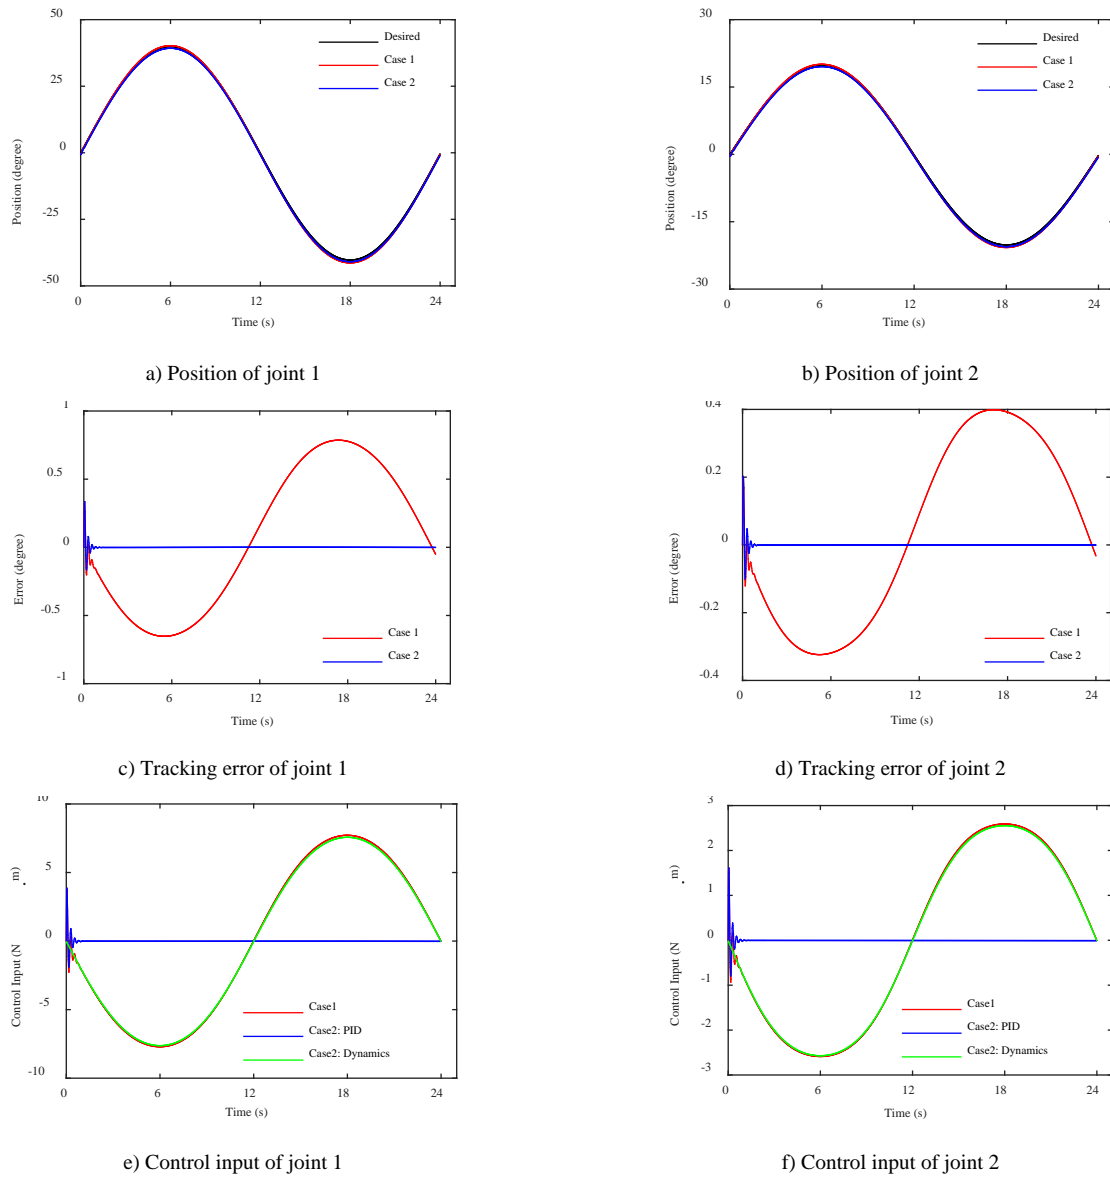 50
25
0
-25
-50
Position (degree)
Desired
Case 1
Case 2
0 6 12 18 24
Time (s)
a) Position of joint 1
30
15
0
-15
-30
Position (degree)
Desired
Case 1
Case 2
0 6 12 18 24
Time (s)
b) Position of joint 2
1
0.5
0
-0.5
-1
Error (degree)
Case 1
Case 2
0 6 12 18 24
Time (s)
c) Tracking error of joint 1
0.4
0.2
0
-0.2
-0.4
Error (degree)
Case 1
Case 2
0 6 12 18 24
Time (s)
d) Tracking error of joint 2
10
5
0
-5
-10
Control Input (N · m)
Case1
Case2: PID
Case2: Dynamics
0 6 12 18 24
Time (s)
e) Control input of joint 1
3
2
1
0
-1
-2
-3
Control Input (N · m)
Case1
Case2: PID
Case2: Dynamics
0 6 12 18 24
Time (s)
f) Control input of joint 2